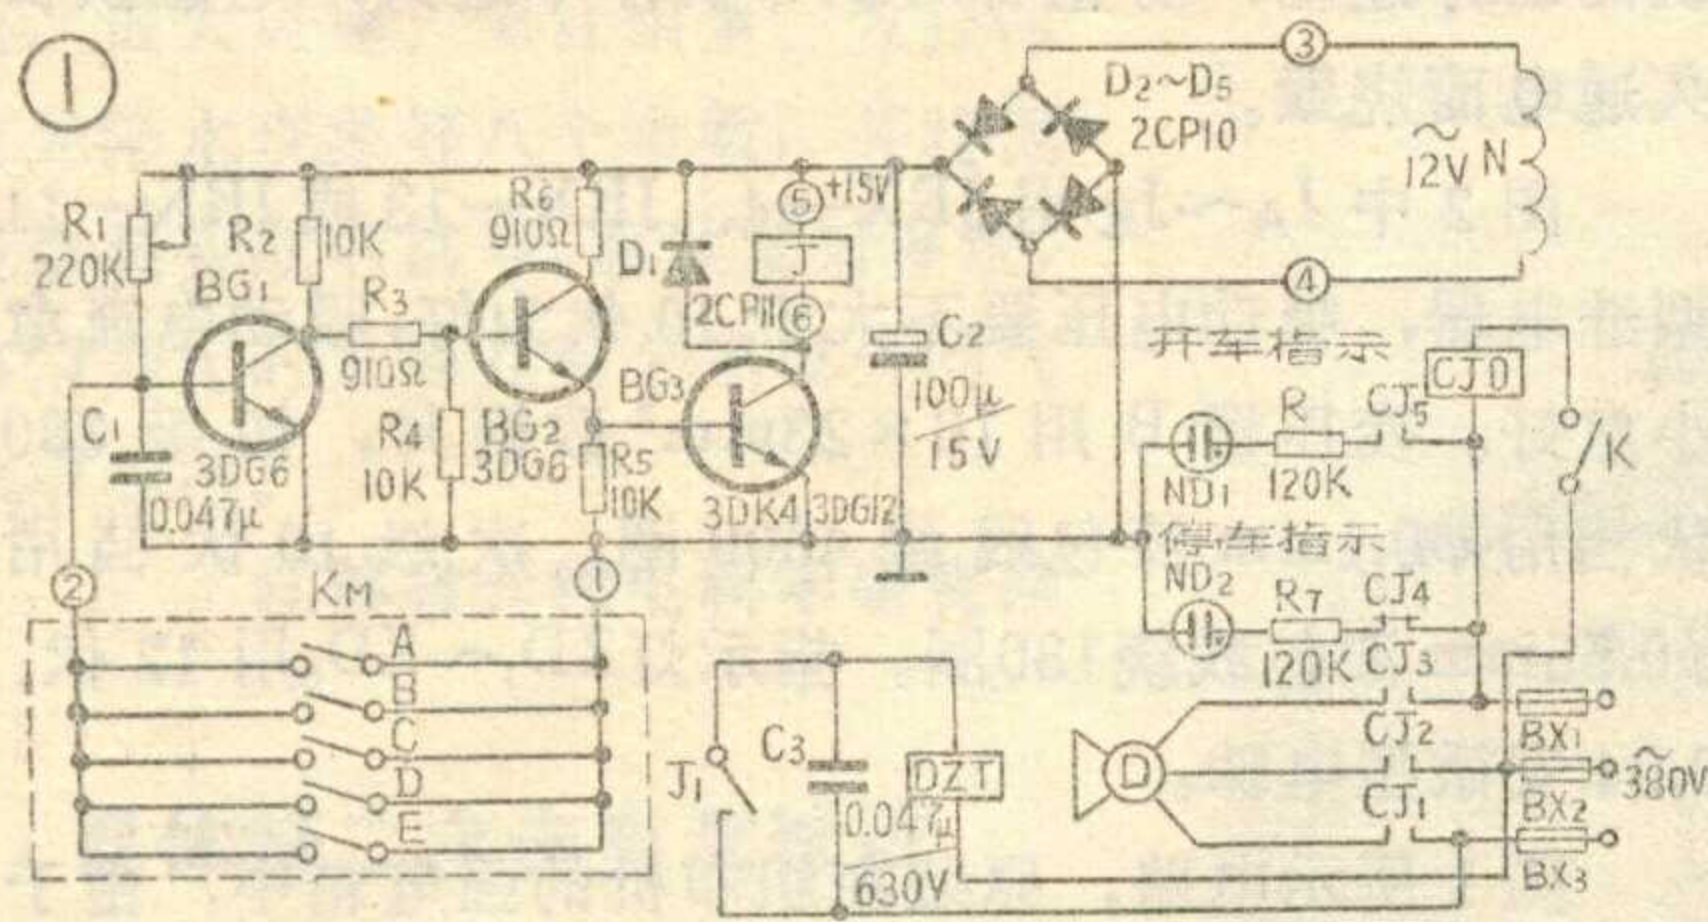 1
3
D2~D5
2CP10
~
12V N
R1
220K
R2
10K
R6
910Ω
5
+15V
BG1
R3
910Ω
D1
J
2CP11
6
4
开车指示
C2
100μ
15V
CJ0
C1
0.047μ
3DG6
R4
10K
BG2
3DG6
R5
10K
BG3
3DK4
3DG12
R
120K
CJ5
ND1
K
停车指示
ND2
R7
120K
CJ4
CJ3
2
KM
1
A
B
C
D
E
J1
C3
0.047μ
630V
DZT
D
CJ2
CJ1
BX1
BX2
BX3
~
380V